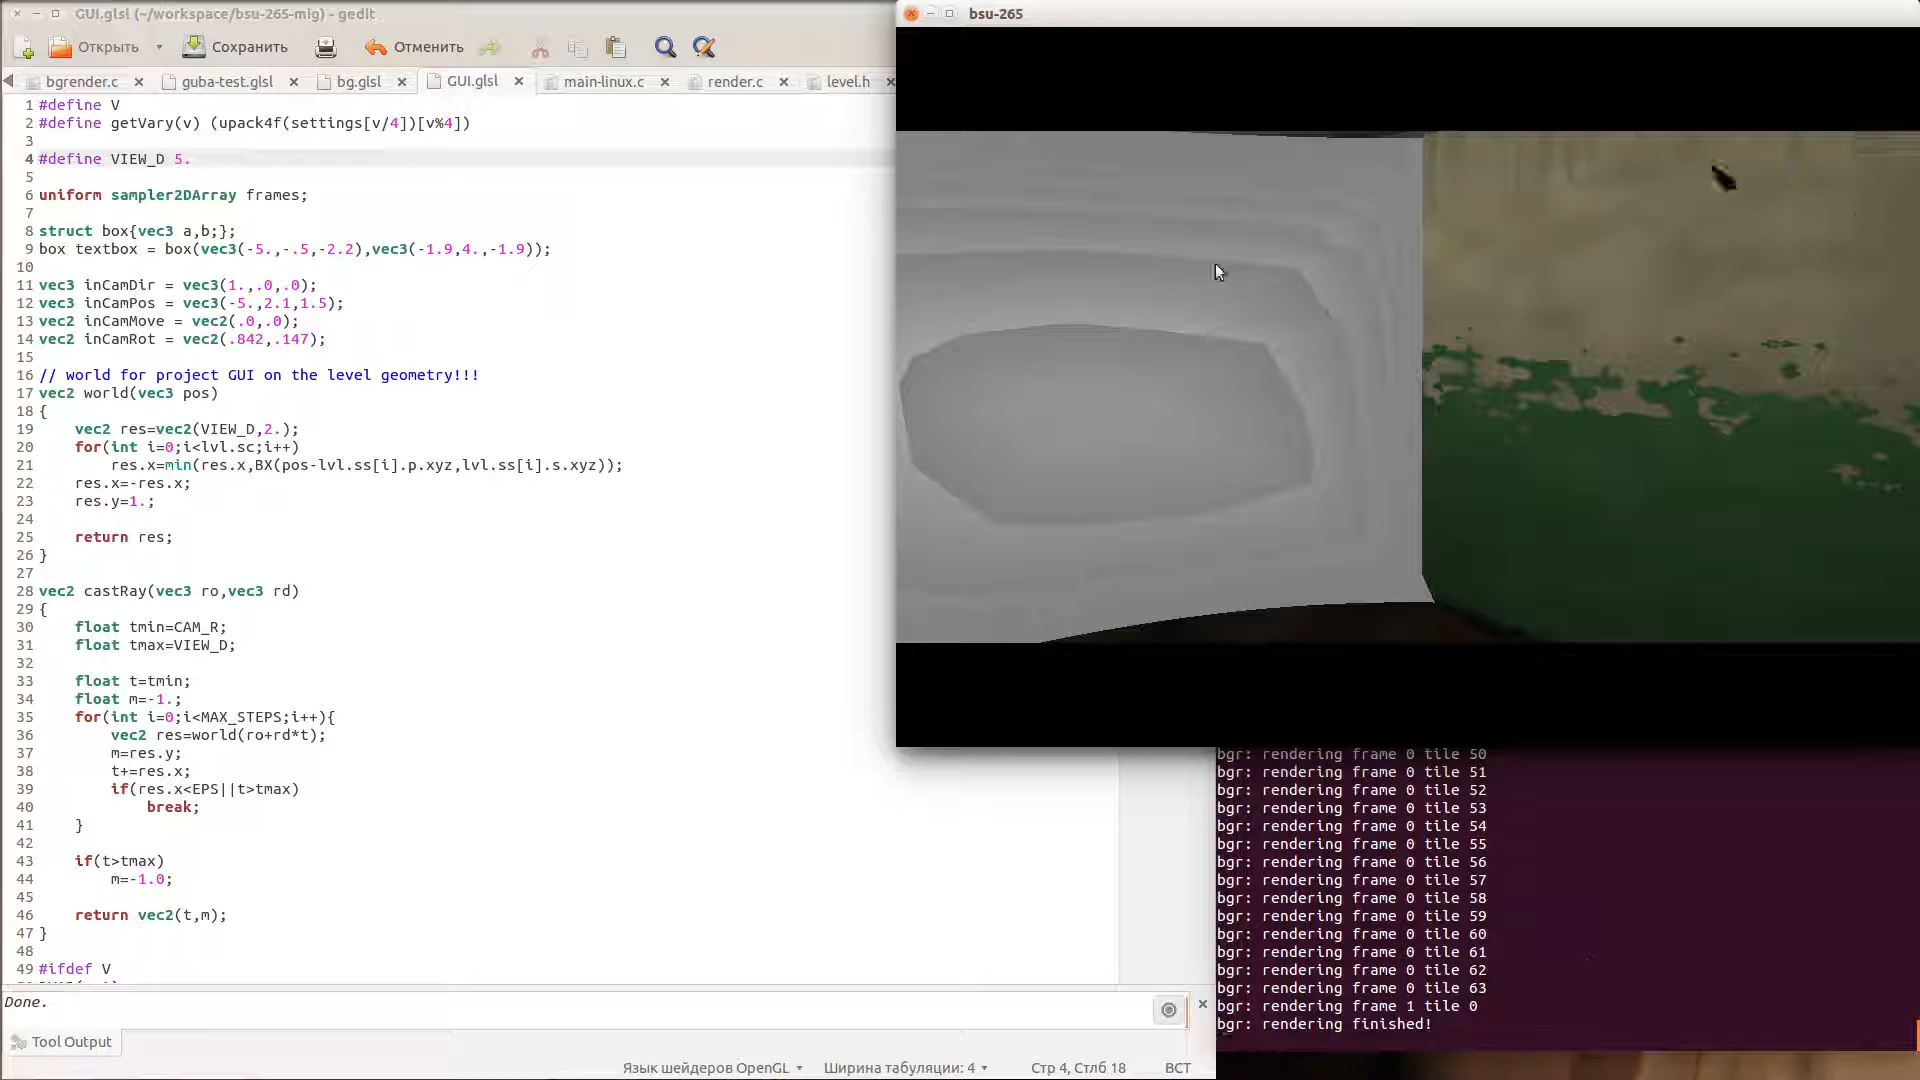 GUI.glsl (~/workspace/bsu-265-mig) - gedit
Открыть
Сохранить
Отменить
bgrender.c
guba-test.glsl
bg.glsl
GUI.glsl
main-linux.c
render.c
level.h
1 #define V
2 #define getVary(v) (upack4f(settings[v/4])[v%4])
3
4 #define VIEW_D 5.
5
6 uniform sampler2DArray frames;
7
8 struct box{vec3 a,b;};
9 box textbox = box(vec3(-5.,-.5,-2.2),vec3(-1.9,4.,-1.9));
10
11 vec3 inCamDir = vec3(1.,.0,.0);
12 vec3 inCamPos = vec3(-5.,2.1,1.5);
13 vec2 inCamMove = vec2(.0,.0);
14 vec2 inCamRot = vec2(.842,.147);
15
16 // world for project GUI on the level geometry!!!
17 vec2 world(vec3 pos)
18 {
19 vec2 res=vec2(VIEW_D,2.);
20 for(int i=0;i<lvl.sc;i++)
21 res.x=min(res.x,BX(pos-lvl.ss[i].p.xyz,lvl.ss[i].s.xyz));
22 res.x=-res.x;
23 res.y=1.;
24
25 return res;
26 }
27
28 vec2 castRay(vec3 ro,vec3 rd)
29 {
30 float tmin=CAM_R;
31 float tmax=VIEW_D;
32
33 float t=tmin;
34 float m=-1.;
35 for(int i=0;i<MAX_STEPS;i++){
36 vec2 res=world(ro+rd*t);
37 m=res.y;
38 t+=res.x;
39 if(res.x<EPS||t>tmax)
40 break;
41 }
42
43 if(t>tmax)
44 m=-1.0;
45
46 return vec2(t,m);
47 }
48
49 #ifdef V
Done.
Tool Output
Язык шейдеров OpenGL
Ширина табуляции: 4
Стр 4, Стлб 18
ВСТ
bsu-265
bgr: rendering frame 0 tile 50
bgr: rendering frame 0 tile 51
bgr: rendering frame 0 tile 52
bgr: rendering frame 0 tile 53
bgr: rendering frame 0 tile 54
bgr: rendering frame 0 tile 55
bgr: rendering frame 0 tile 56
bgr: rendering frame 0 tile 57
bgr: rendering frame 0 tile 58
bgr: rendering frame 0 tile 59
bgr: rendering frame 0 tile 60
bgr: rendering frame 0 tile 61
bgr: rendering frame 0 tile 62
bgr: rendering frame 0 tile 63
bgr: rendering frame 1 tile 0
bgr: rendering finished!